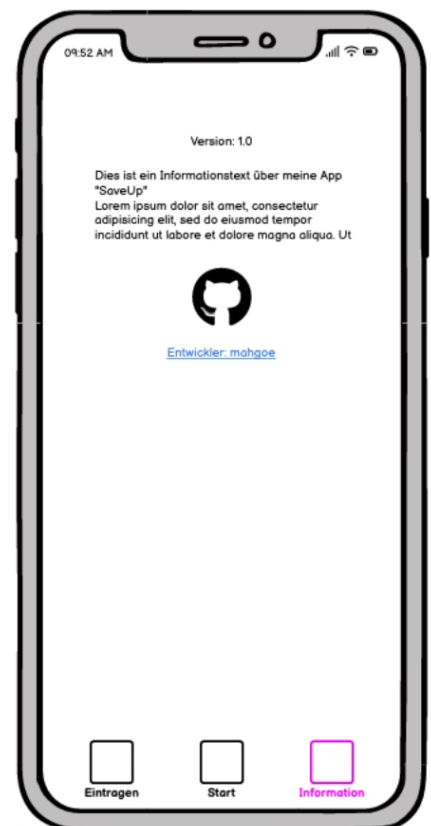 09:52 AM
Version: 1.0
Dies ist ein Informationstext über meine App
"SaveUp"
Lorem ipsum dolor sit amet, consectetur
adipisicing elit, sed do eiusmod tempor
incididunt ut labore et dolore magna aliqua. Ut
Entwickler: mahgoe
Eintragen
Start
Information